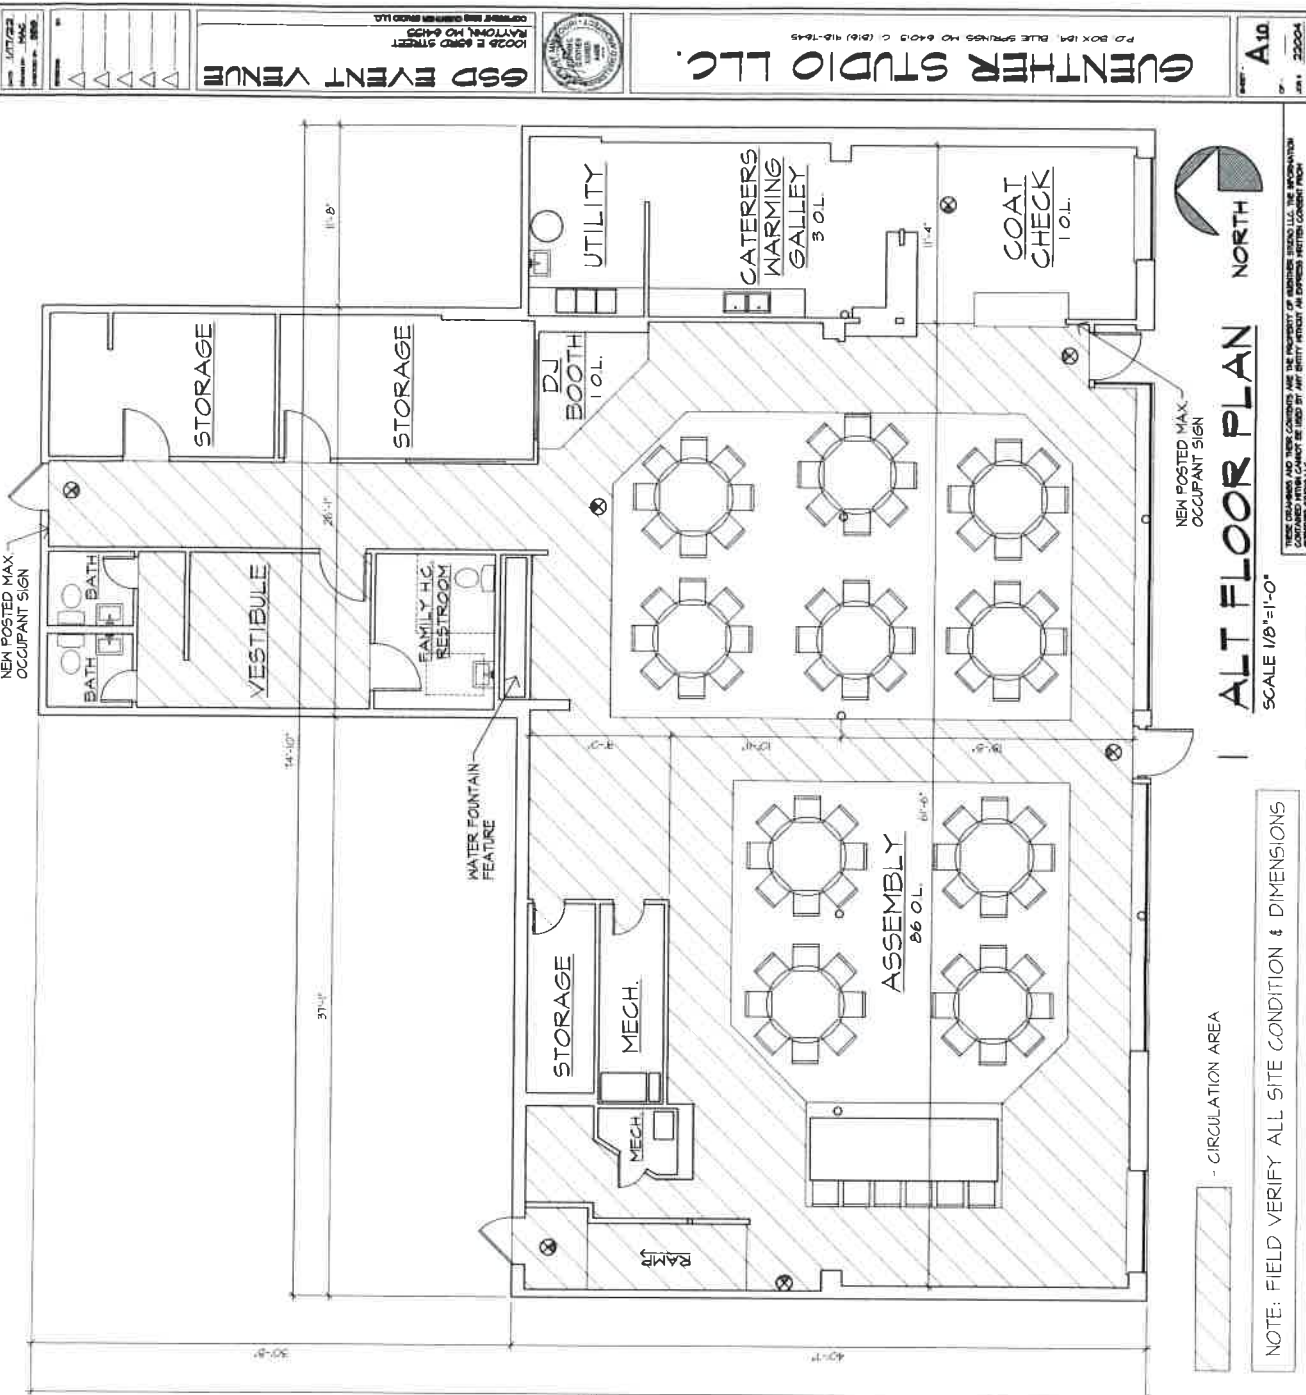 GUENTHER STUDIO LLC.
P.O. BOX 184, BLUE SPRINGS MO 64013 C: (816) 918-7845
GSD EVENT VENUE
10028 E 63RD STREET
RAYTOWN, MO 64133
A10
22004
NEW POSTED MAX.
OCCUPANT SIGN
BATH
BATH
VESTIBULE
FAMILY H.C.
RESTROOM
STORAGE
STORAGE
DJ
BOOTH
1 O.L.
UTILITY
CATERERS
WARMING
GALLEY
3 O.L.
COAT
CHECK
1 O.L.
WATER FOUNTAIN
FEATURE
STORAGE
MECH.
MECH.
RAMP
ASSEMBLY
86 O.L.
11'-8"
26'-1"
37'-1"
11'-4"
61'-6"
30'-8"
NEW POSTED MAX.
OCCUPANT SIGN
NORTH
1 ALT FLOOR PLAN
SCALE 1/8"=1'-0"
- CIRCULATION AREA
NOTE: FIELD VERIFY ALL SITE CONDITION & DIMENSIONS